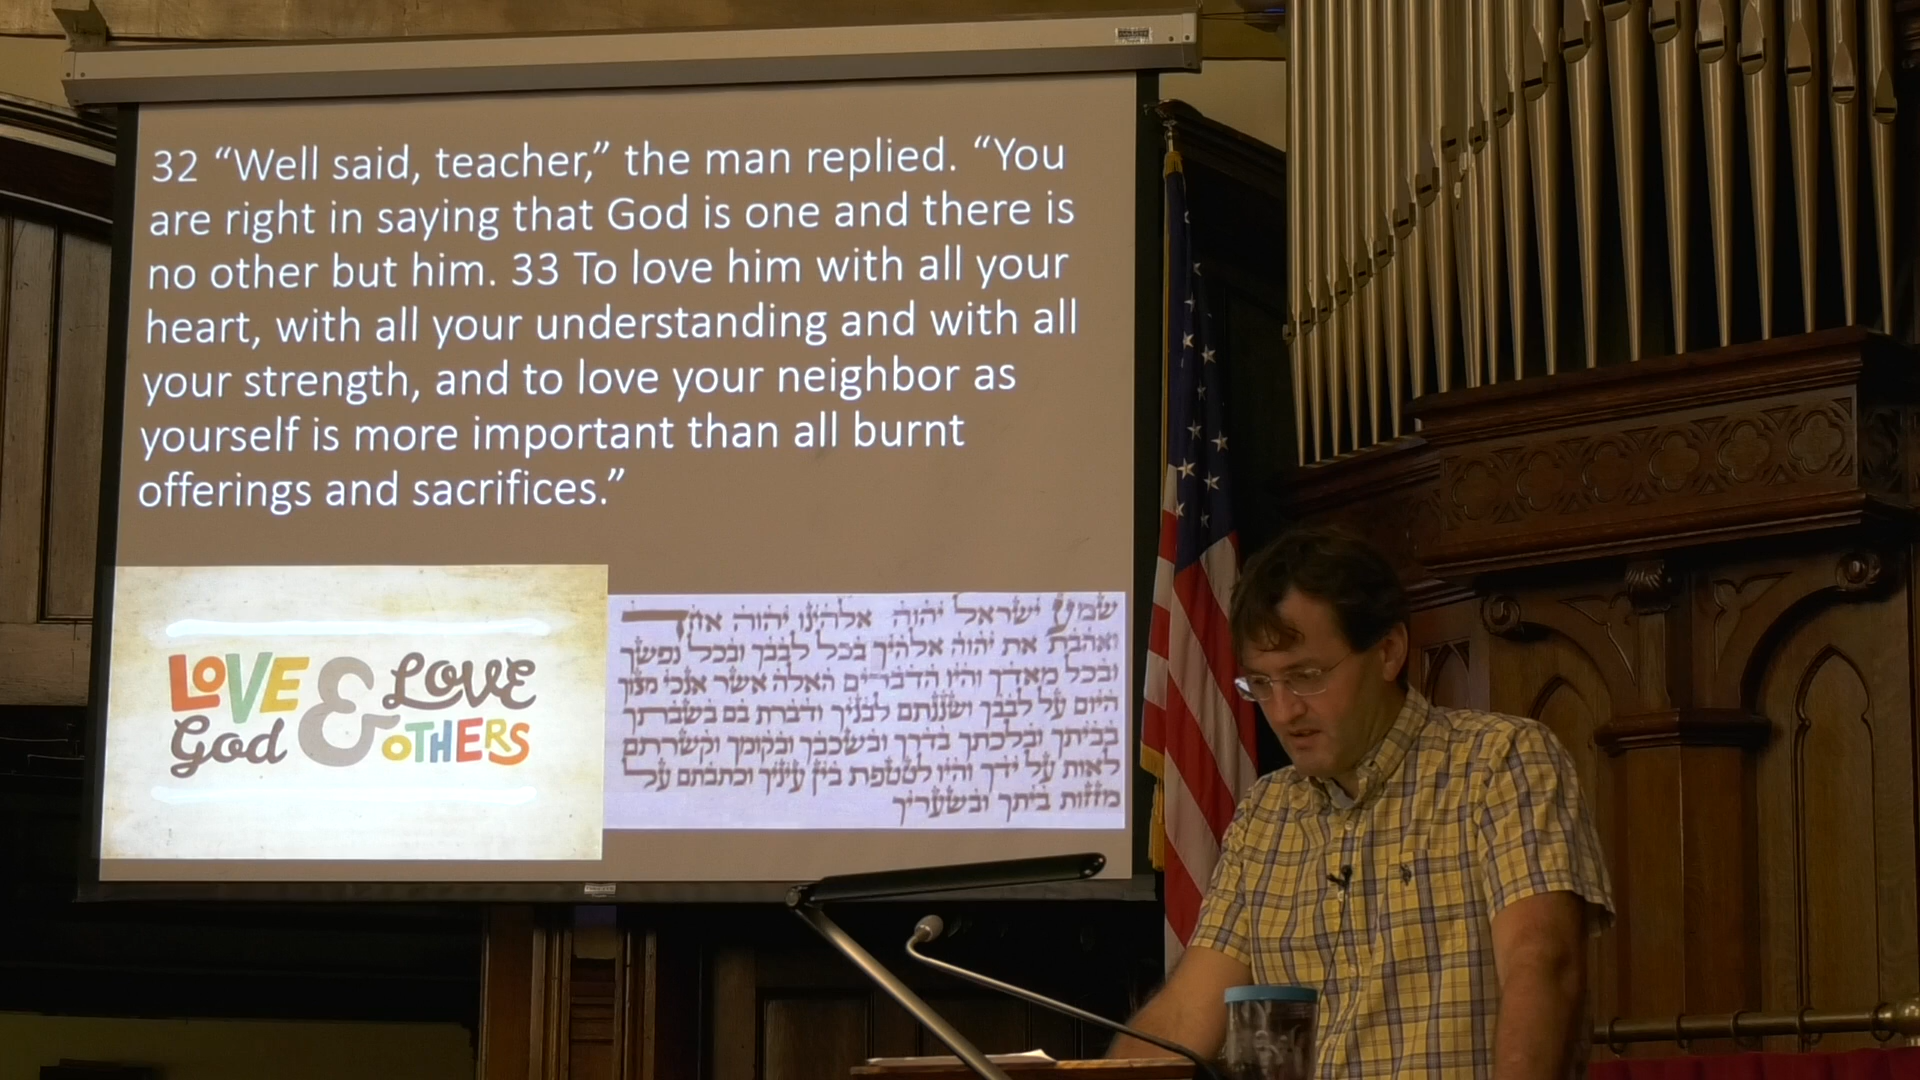 32 “Well said, teacher,” the man replied. “You
are right in saying that God is one and there is
no other but him. 33 To love him with all your
heart, with all your understanding and with all
your strength, and to love your neighbor as
yourself is more important than all burnt
offerings and sacrifices.”
LOVE & LOVE
God OTHERS
שמע ישראל יהוה אלהינו יהוה אחד
ואהבת את יהוה אלהיך בכל לבבך ובכל נפשך
ובכל מאדך והיו הדברים האלה אשר אנכי מצוך
היום על לבבך ושננתם לבניך ודברת בם בשבתך
בביתך ובלכתך בדרך ובשכבך ובקומך וקשרתם
לאות על ידך והיו לטטפת בין עיניך וכתבתם על
מזזות ביתך ובשעריך